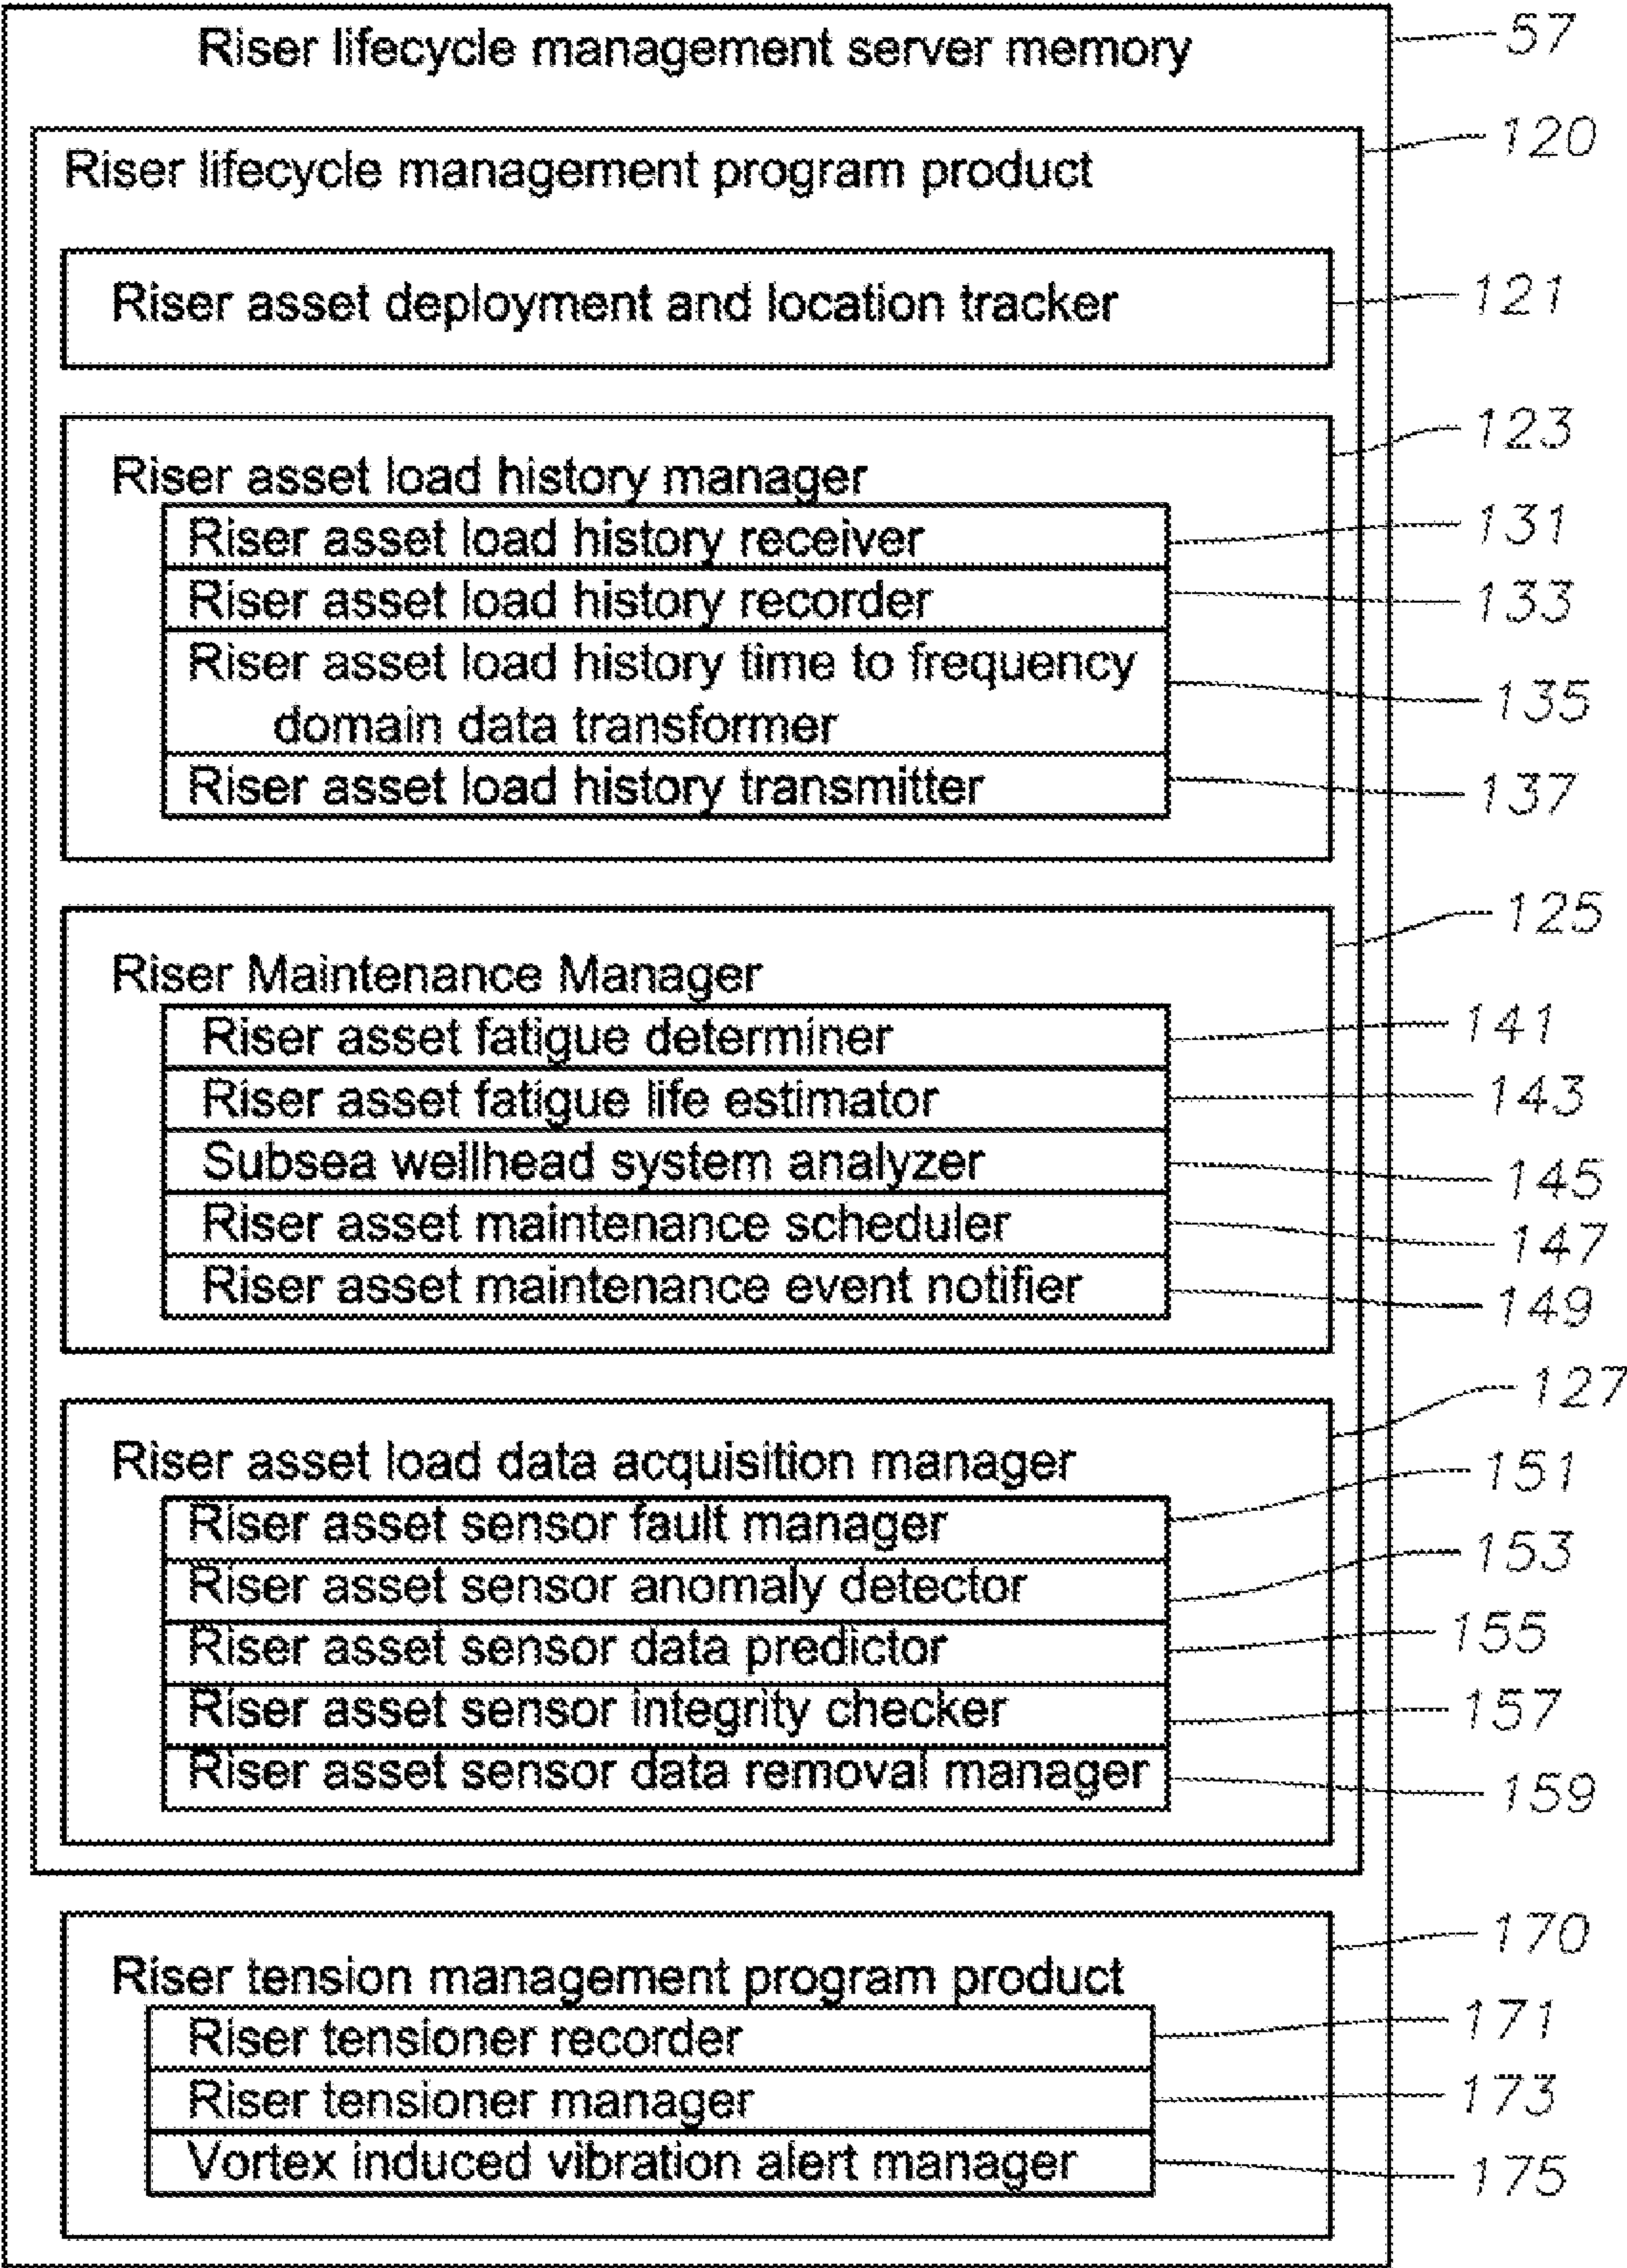 Riser lifecycle management server memory 57
Riser lifecycle management program product 120
Riser asset deployment and location tracker 121
123
Riser asset load history manager
Riser asset load history receiver 131
Riser asset load history recorder 133
Riser asset load history time to frequency
domain data transformer 135
Riser asset load history transmitter 137
125
Riser Maintenance Manager
Riser asset fatigue determiner 141
Riser asset fatigue life estimator 143
Subsea wellhead system analyzer 145
Riser asset maintenance scheduler 147
Riser asset maintenance event notifier 149
127
Riser asset load data acquisition manager
Riser asset sensor fault manager 151
Riser asset sensor anomaly detector 153
Riser asset sensor data predictor 155
Riser asset sensor integrity checker 157
Riser asset sensor data removal manager 159
170
Riser tension management program product
Riser tensioner recorder 171
Riser tensioner manager 173
Vortex induced vibration alert manager 175